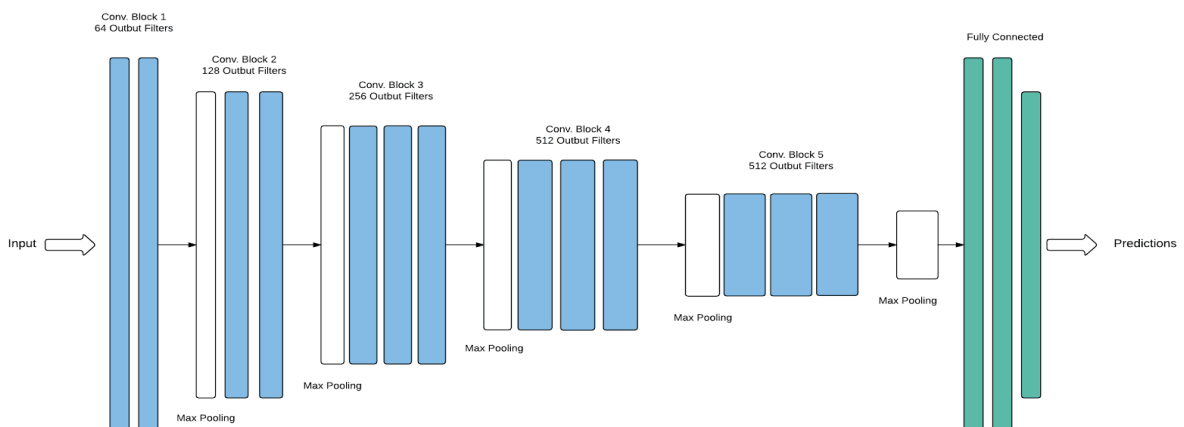 Conv. Block 1
64 Outbut Filters
Conv. Block 2
128 Outbut Filters
Conv. Block 3
256 Outbut Filters
Conv. Block 4
512 Outbut Filters
Conv. Block 5
512 Outbut Filters
Fully Connected
Input
Predictions
Max Pooling
Max Pooling
Max Pooling
Max Pooling
Max Pooling